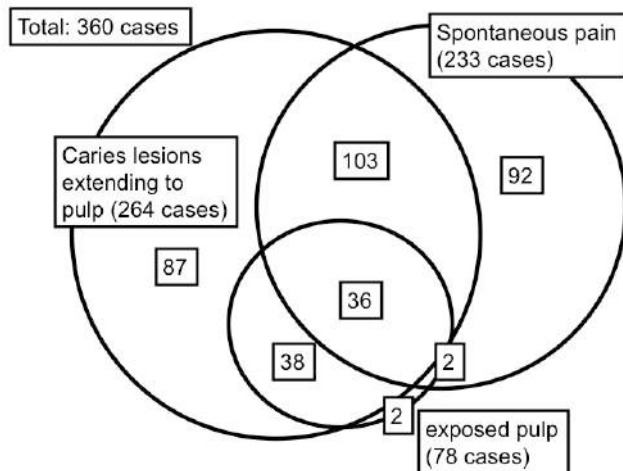 Total: 360 cases
Spontaneous pain
(233 cases)
Caries lesions
extending to
pulp (264 cases)
103
92
87
36
38
2
2
exposed pulp
(78 cases)